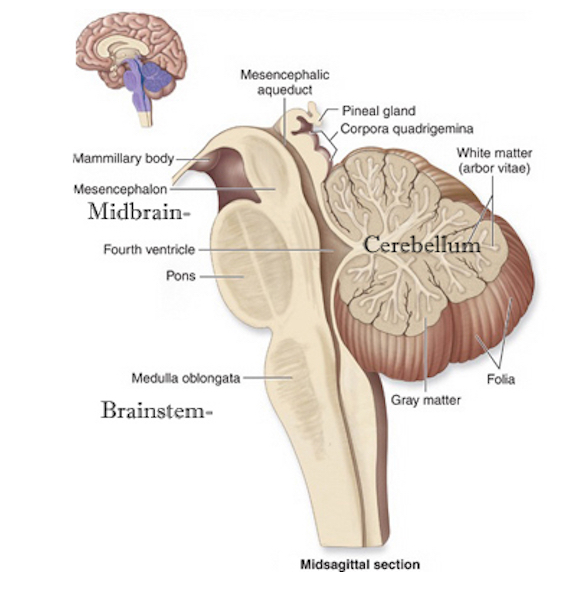 Mesencephalic
aqueduct
Pineal gland
Corpora quadrigemina
White matter
(arbor vitae)
Mammillary body
Mesencephalon
Midbrain-
Cerebellum
Fourth ventricle
Pons
Medulla oblongata
Folia
Gray matter
Brainstem-
Midsagittal section